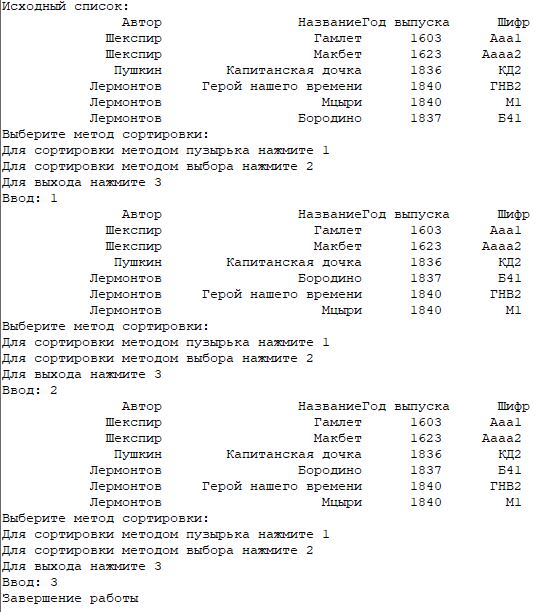 Исходный список:
Автор НазваниеГод выпуска Шифр
Шекспир Гамлет 1603 Ааа1
Шекспир Макбет 1623 Аааа2
Пушкин Капитанская дочка 1836 КД2
Лермонтов Герой нашего времени 1840 ГНВ2
Лермонтов Мцыри 1840 М1
Лермонтов Бородино 1837 Б41
Выберите метод сортировки:
Для сортировки методом пузырька нажмите 1
Для сортировки методом выбора нажмите 2
Для выхода нажмите 3
Ввод: 1
Автор НазваниеГод выпуска Шифр
Шекспир Гамлет 1603 Ааа1
Шекспир Макбет 1623 Аааа2
Пушкин Капитанская дочка 1836 КД2
Лермонтов Бородино 1837 Б41
Лермонтов Герой нашего времени 1840 ГНВ2
Лермонтов Мцыри 1840 М1
Выберите метод сортировки:
Для сортировки методом пузырька нажмите 1
Для сортировки методом выбора нажмите 2
Для выхода нажмите 3
Ввод: 2
Автор НазваниеГод выпуска Шифр
Шекспир Гамлет 1603 Ааа1
Шекспир Макбет 1623 Аааа2
Пушкин Капитанская дочка 1836 КД2
Лермонтов Бородино 1837 Б41
Лермонтов Герой нашего времени 1840 ГНВ2
Лермонтов Мцыри 1840 М1
Выберите метод сортировки:
Для сортировки методом пузырька нажмите 1
Для сортировки методом выбора нажмите 2
Для выхода нажмите 3
Ввод: 3
Завершение работы